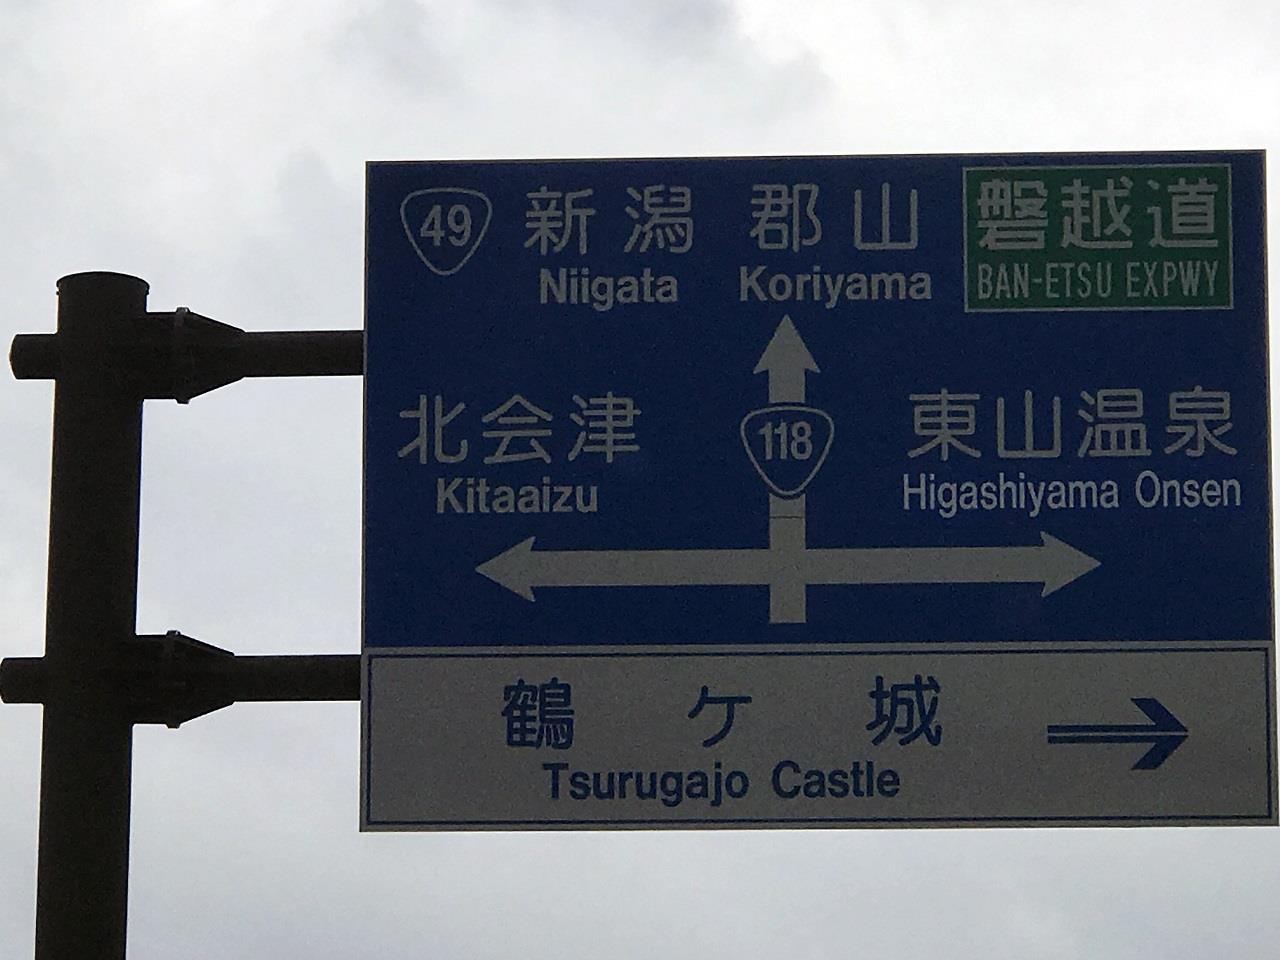 49 新潟 郡山 磐越道
Niigata Koriyama BAN-ETSU EXPWY
北会津 118 東山温泉
Kitaaizu Higashiyama Onsen
鶴ヶ城
Tsurugajo Castle